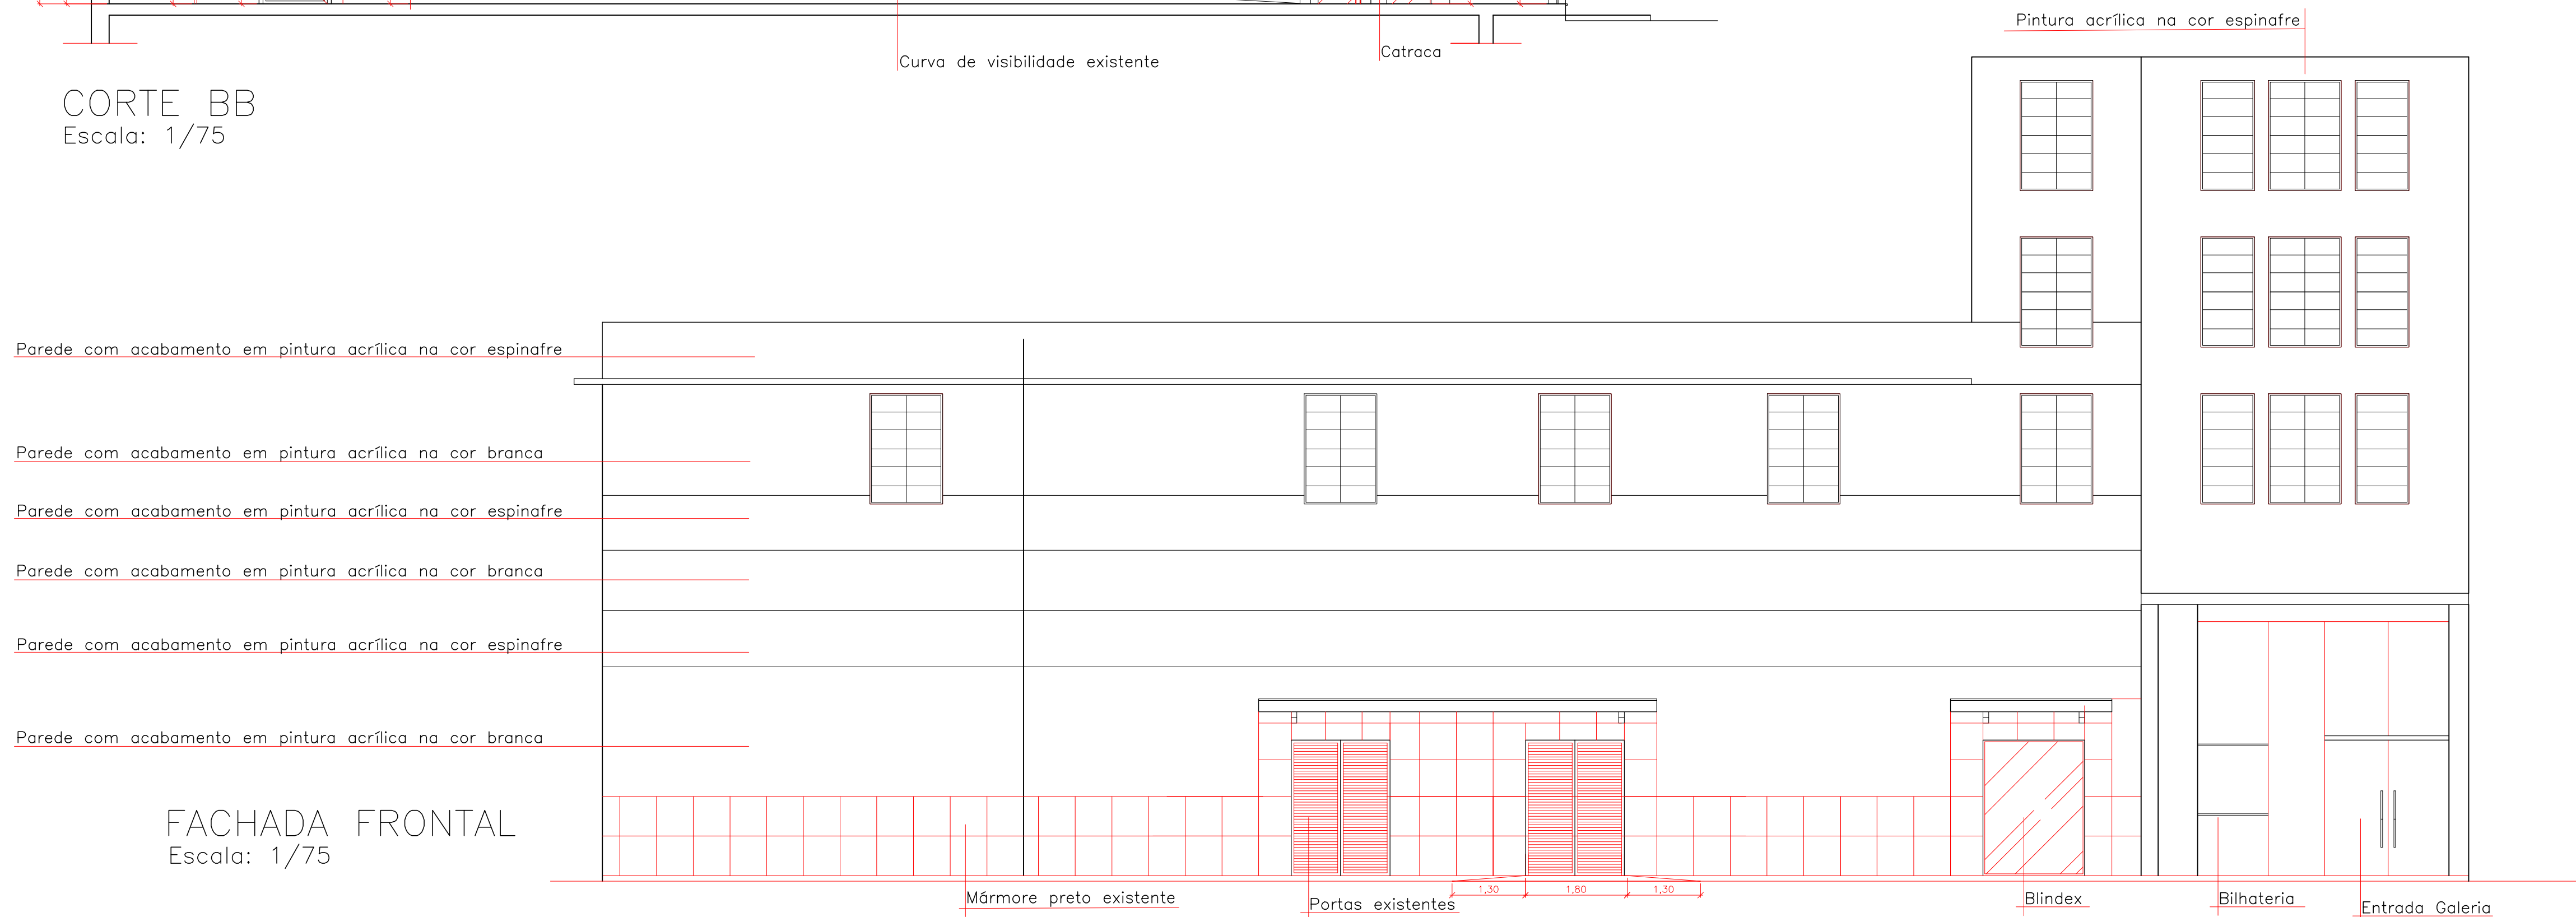 Pintura acrílica na cor espinafre
Catraca
Curva de visibilidade existente
CORTE BB
Escala: 1/75
Parede com acabamento em pintura acrílica na cor espinafre
Parede com acabamento em pintura acrílica na cor branca
Parede com acabamento em pintura acrílica na cor espinafre
Parede com acabamento em pintura acrílica na cor branca
Parede com acabamento em pintura acrílica na cor espinafre
Parede com acabamento em pintura acrílica na cor branca
FACHADA FRONTAL
Escala: 1/75
1,30
1,80
1,30
Mármore preto existente
Portas existentes
Blindex
Bilhateria
Entrada Galeria